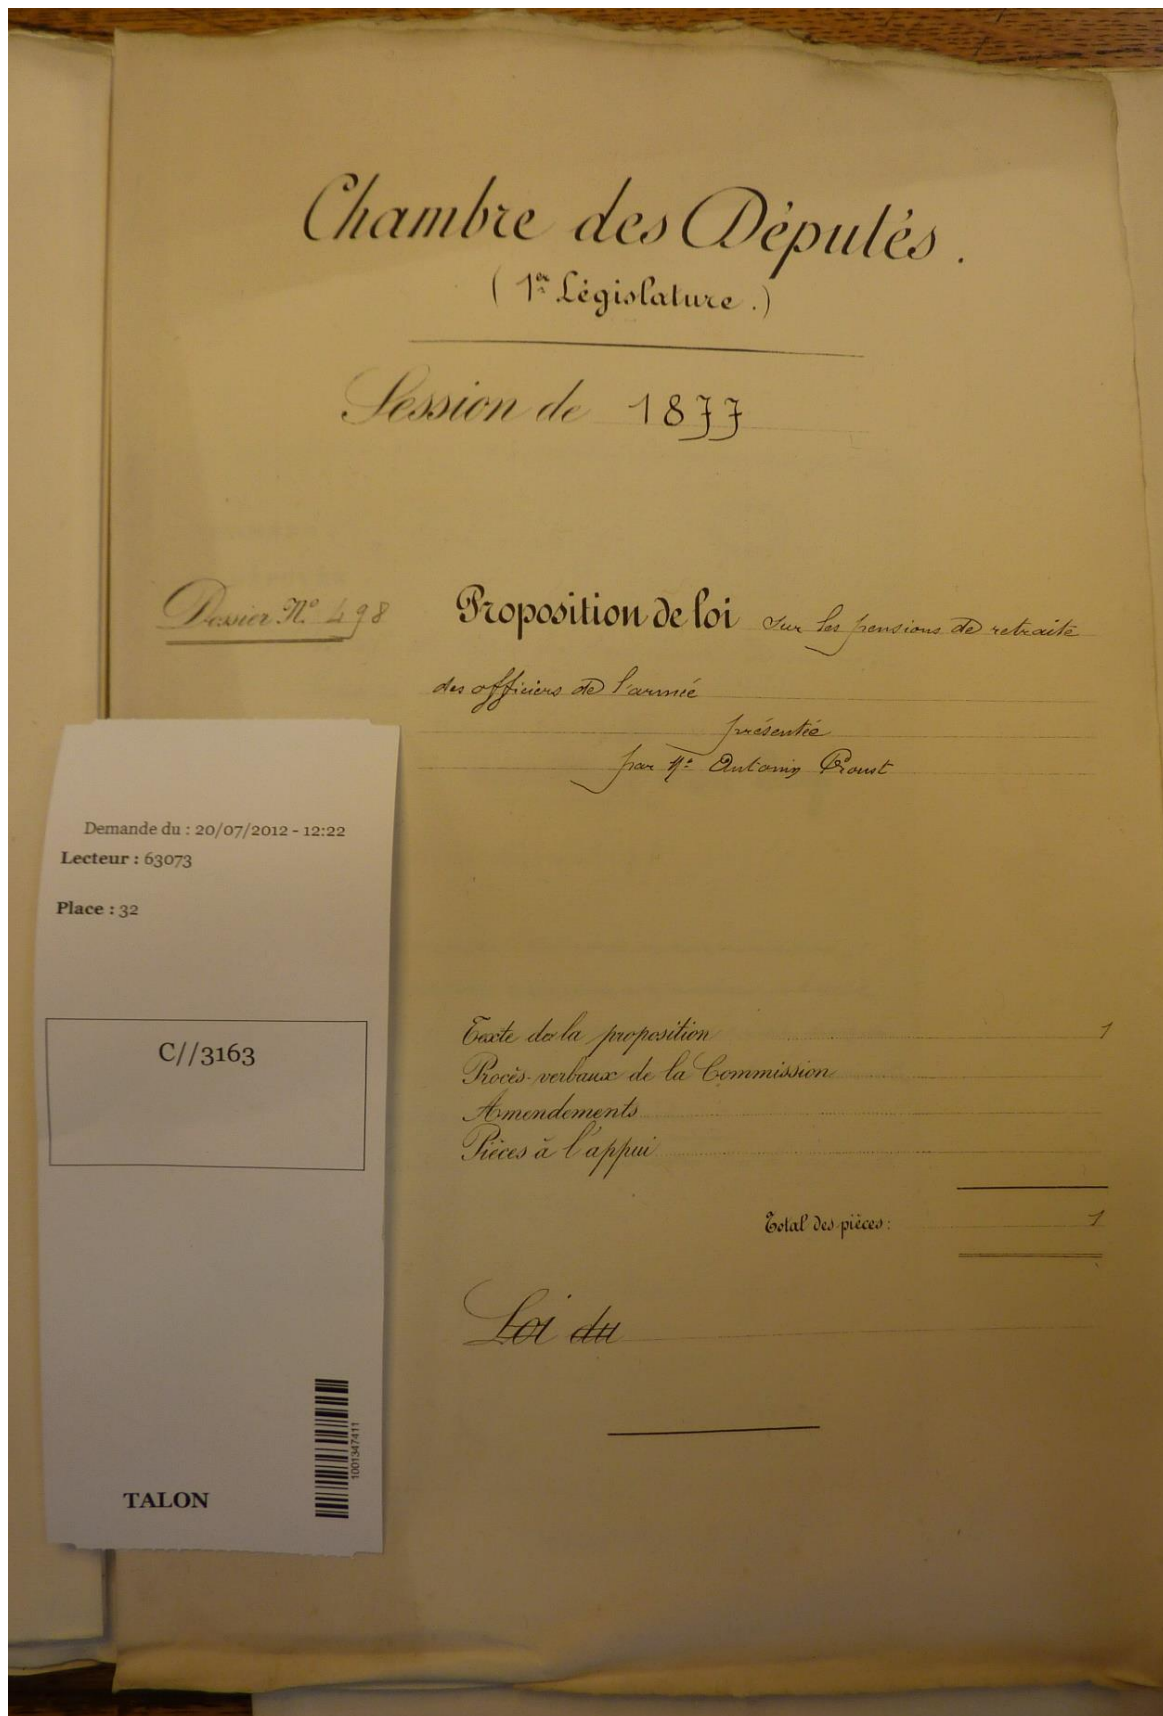 Chambre des Députés.
(1re Législature.)
Session de 1877
Dossier No 498
Proposition de loi sur les pensions de retraite
des officiers de l'armée
présentée
par Mr Antonin Proust
Demande du : 20/07/2012 - 12:22
Lecteur : 63073
Place : 32
C//3163
1001347411
TALON
Texte de la proposition 1
Procès-verbaux de la Commission
Amendements
Pièces à l'appui
Total des pièces: 1
Loi du